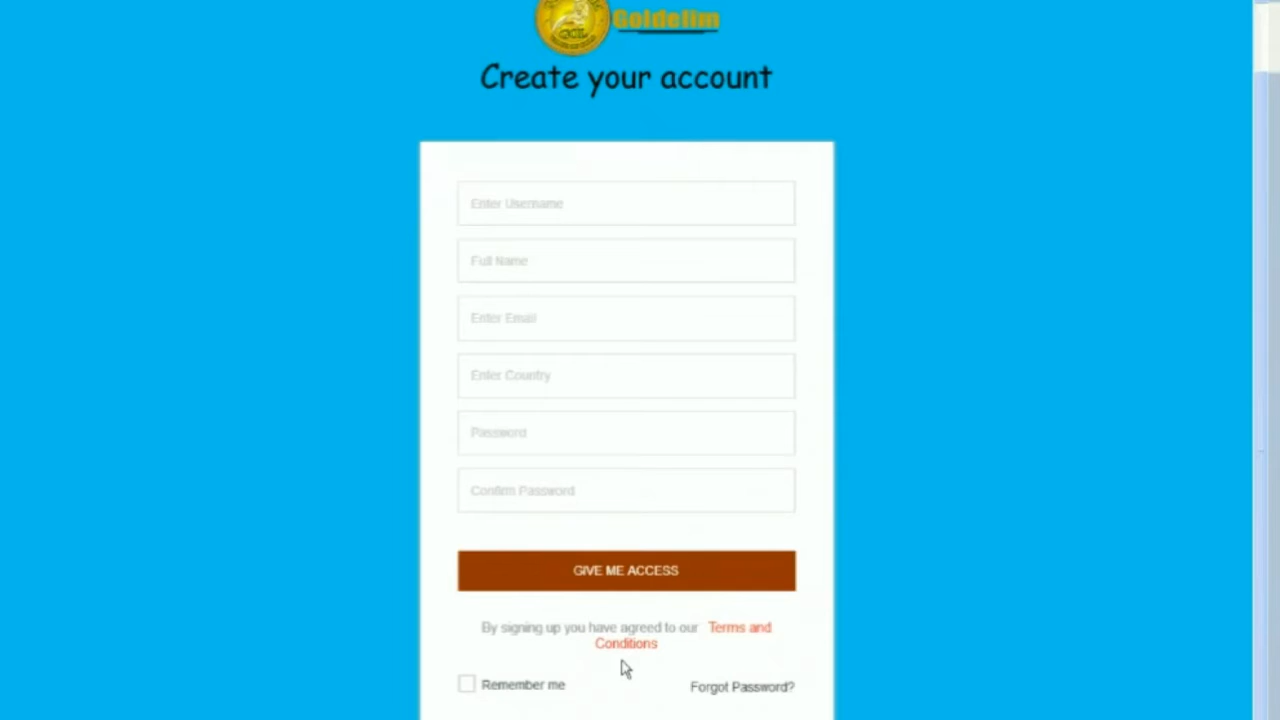 Goldelim
Create your account
Enter Username
Full Name
Enter Email
Enter Country
Password
Confirm Password
GIVE ME ACCESS
By signing up you have agreed to our Terms and
Conditions
Remember me
Forgot Password?